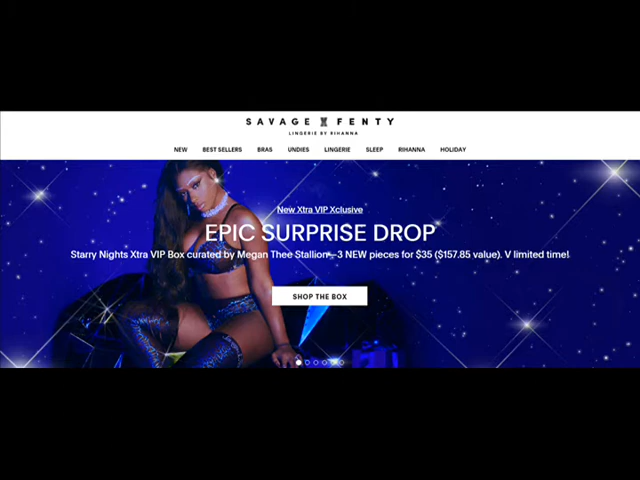 SAVAGE X FENTY
LINGERIE BY RIHANNA
NEW BEST SELLERS BRAS UNDIES LINGERIE SLEEP RIHANNA HOLIDAY
New Xtra VIP Xclusive
EPIC SURPRISE DROP
Starry Nights Xtra VIP Box curated by Megan Thee Stallion—3 NEW pieces for $35 ($157.85 value). V limited time!
SHOP THE BOX